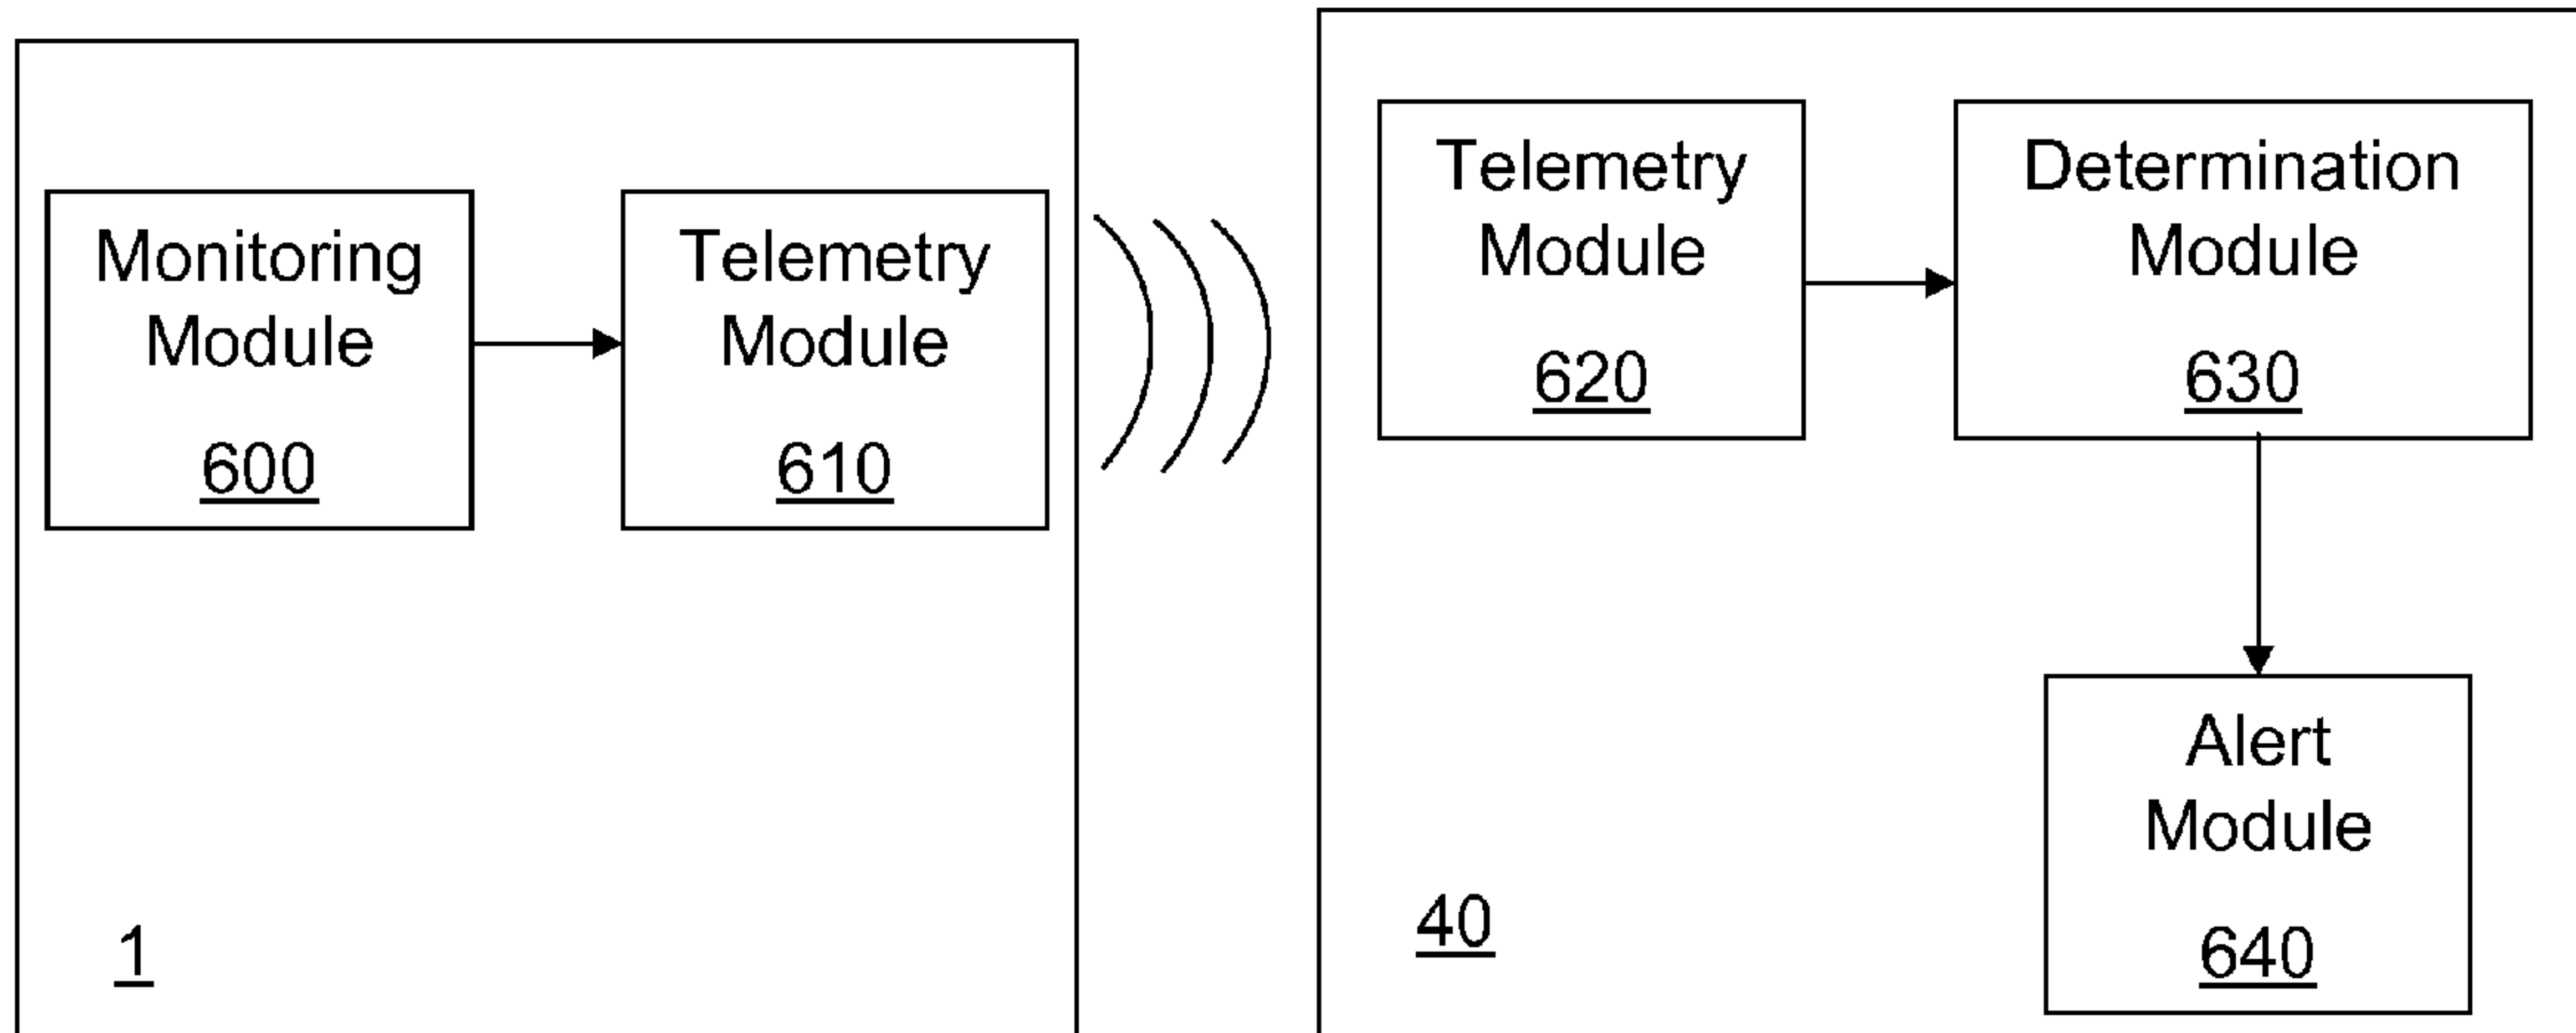 Monitoring
Module
600
Telemetry
Module
610
1
Telemetry
Module
620
Determination
Module
630
Alert
Module
640
40